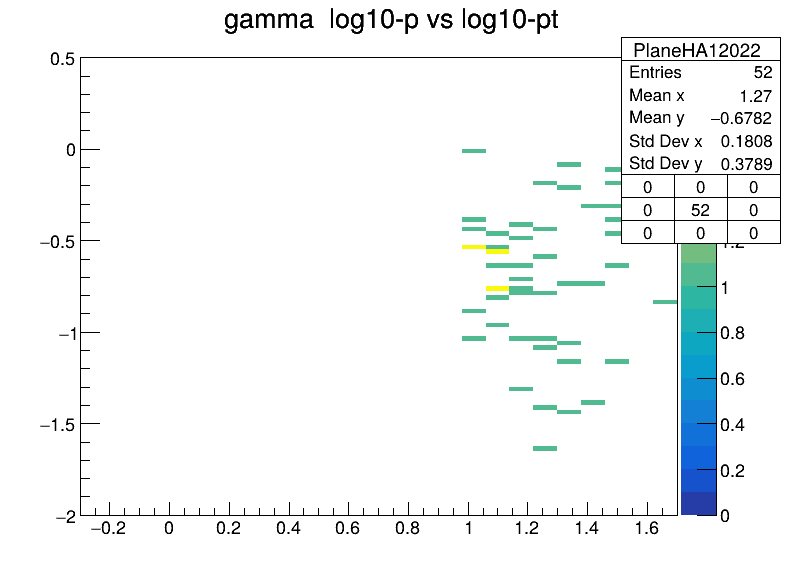 gamma  log10-p vs log10-pt
PlaneHA12022
Entries 52
Mean x 1.27
Mean y −0.6782
Std Dev x 0.1808
Std Dev y 0.3789
0 0 0
0 52 0
0 0 0
0.5
0
−0.5
−1
−1.5
−2
−0.2 0 0.2 0.4 0.6 0.8 1 1.2 1.4 1.6
1
0.8
0.6
0.4
0.2
0